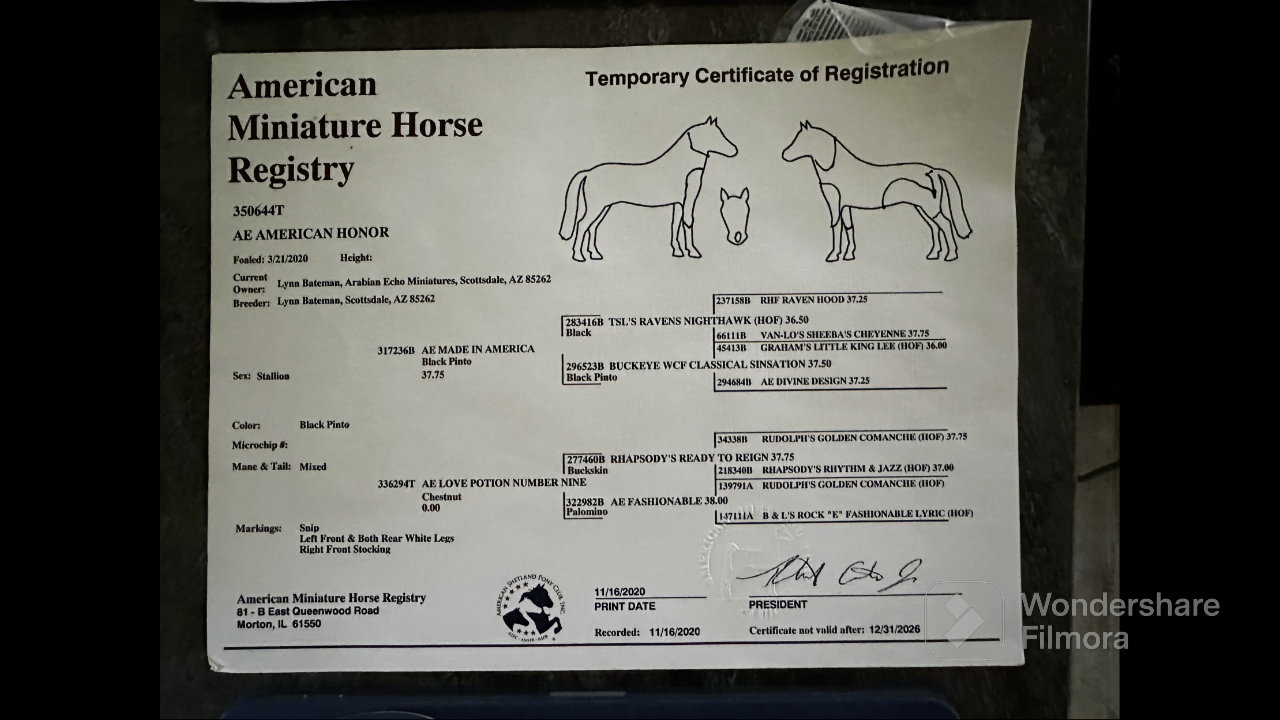 American
Miniature Horse
Registry
Temporary Certificate of Registration
350644T
AE AMERICAN HONOR
Foaled: 3/21/2020 Height:
Current
Owner: Lynn Bateman, Arabian Echo Miniatures, Scottsdale, AZ 85262
Breeder: Lynn Bateman, Scottsdale, AZ 85262
237158B RHF RAVEN HOOD 37.25
283416B TSL'S RAVENS NIGHTHAWK (HOF) 36.50
Black
66111B VAN-LO'S SHEEBA'S CHEYENNE 37.75
317236B AE MADE IN AMERICA
Black Pinto
37.75
45413B GRAHAM'S LITTLE KING LEE (HOF) 36.00
296523B BUCKEYE WCF CLASSICAL SINSATION 37.50
Black Pinto
294684B AE DIVINE DESIGN 37.25
Sex: Stallion
Color: Black Pinto
Microchip #:
Mane & Tail: Mixed
34338B RUDOLPH'S GOLDEN COMANCHE (HOF) 37.75
277460B RHAPSODY'S READY TO REIGN 37.75
Buckskin
218340B RHAPSODY'S RHYTHM & JAZZ (HOF) 37.00
336294T AE LOVE POTION NUMBER NINE
Chestnut
0.00
139791A RUDOLPH'S GOLDEN COMANCHE (HOF)
322982B AE FASHIONABLE 38.00
Palomino
147111A B & L'S ROCK "E" FASHIONABLE LYRIC (HOF)
Markings: Snip
Left Front & Both Rear White Legs
Right Front Stocking
American Miniature Horse Registry
81 - B East Queenwood Road
Morton, IL 61550
AMERICAN SHETLAND PONY CLUB INC
11/16/2020
PRINT DATE
Recorded: 11/16/2020
PRESIDENT
Certificate not valid after: 12/31/2026
Wondershare
Filmora